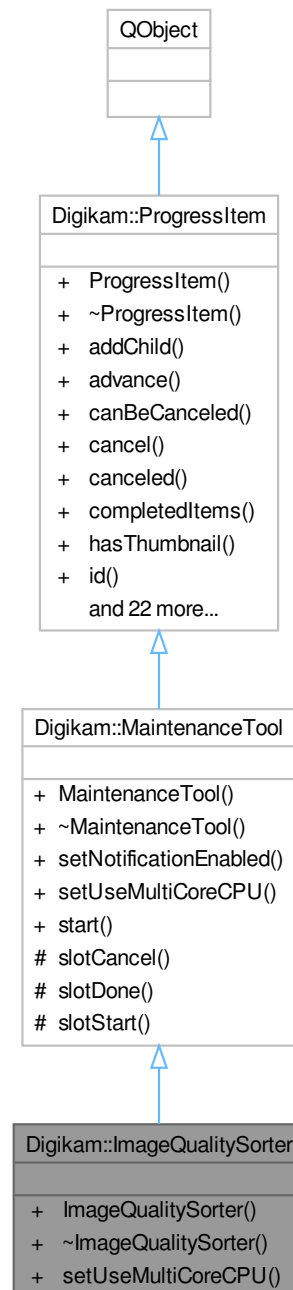 QObject
Digikam::ProgressItem
+ ProgressItem()
+ ~ProgressItem()
+ addChild()
+ advance()
+ canBeCanceled()
+ cancel()
+ canceled()
+ completedItems()
+ hasThumbnail()
+ id()
and 22 more...
Digikam::MaintenanceTool
+ MaintenanceTool()
+ ~MaintenanceTool()
+ setNotificationEnabled()
+ setUseMultiCoreCPU()
+ start()
# slotCancel()
# slotDone()
# slotStart()
Digikam::ImageQualitySorter
+ ImageQualitySorter()
+ ~ImageQualitySorter()
+ setUseMultiCoreCPU()